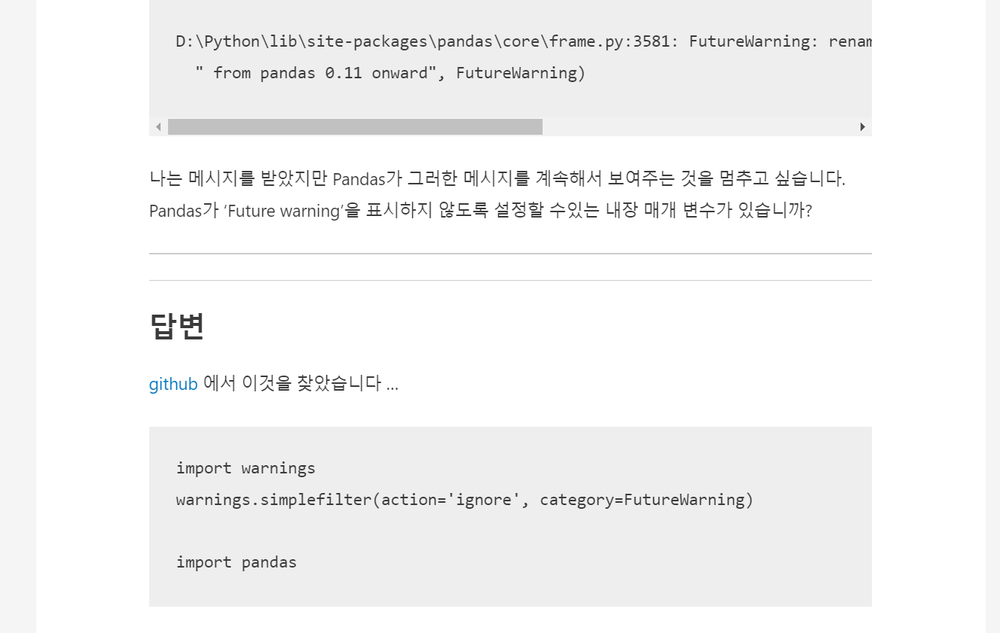 D:\Python\lib\site-packages\pandas\core\frame.py:3581: FutureWarning: renam
" from pandas 0.11 onward", FutureWarning)
나는 메시지를 받았지만 Pandas가 그러한 메시지를 계속해서 보여주는 것을 멈추고 싶습니다.
Pandas가 ‘Future warning’을 표시하지 않도록 설정할 수있는 내장 매개 변수가 있습니까?
답변
github 에서 이것을 찾았습니다 …
import warnings
warnings.simplefilter(action='ignore', category=FutureWarning)
import pandas